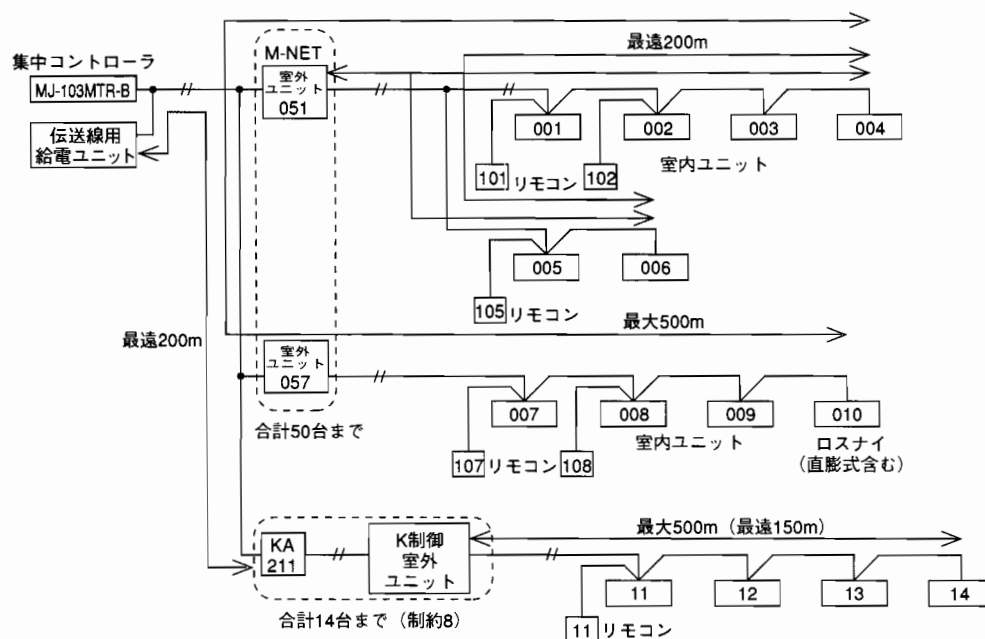 集中コントローラ
MJ-103MTR-B
伝送線用
給電ユニット
M-NET
室外
ユニット
051
最遠200m
001
002
003
004
101
リモコン
102
室内ユニット
005
006
105
リモコン
最遠200m
最大500m
室外
ユニット
057
合計50台まで
007
008
009
010
107
リモコン
108
室内ユニット
ロスナイ
(直膨式含む)
KA
211
K制御
室外
ユニット
合計14台まで(制約8)
最大500m(最遠150m)
11
12
13
14
11
リモコン